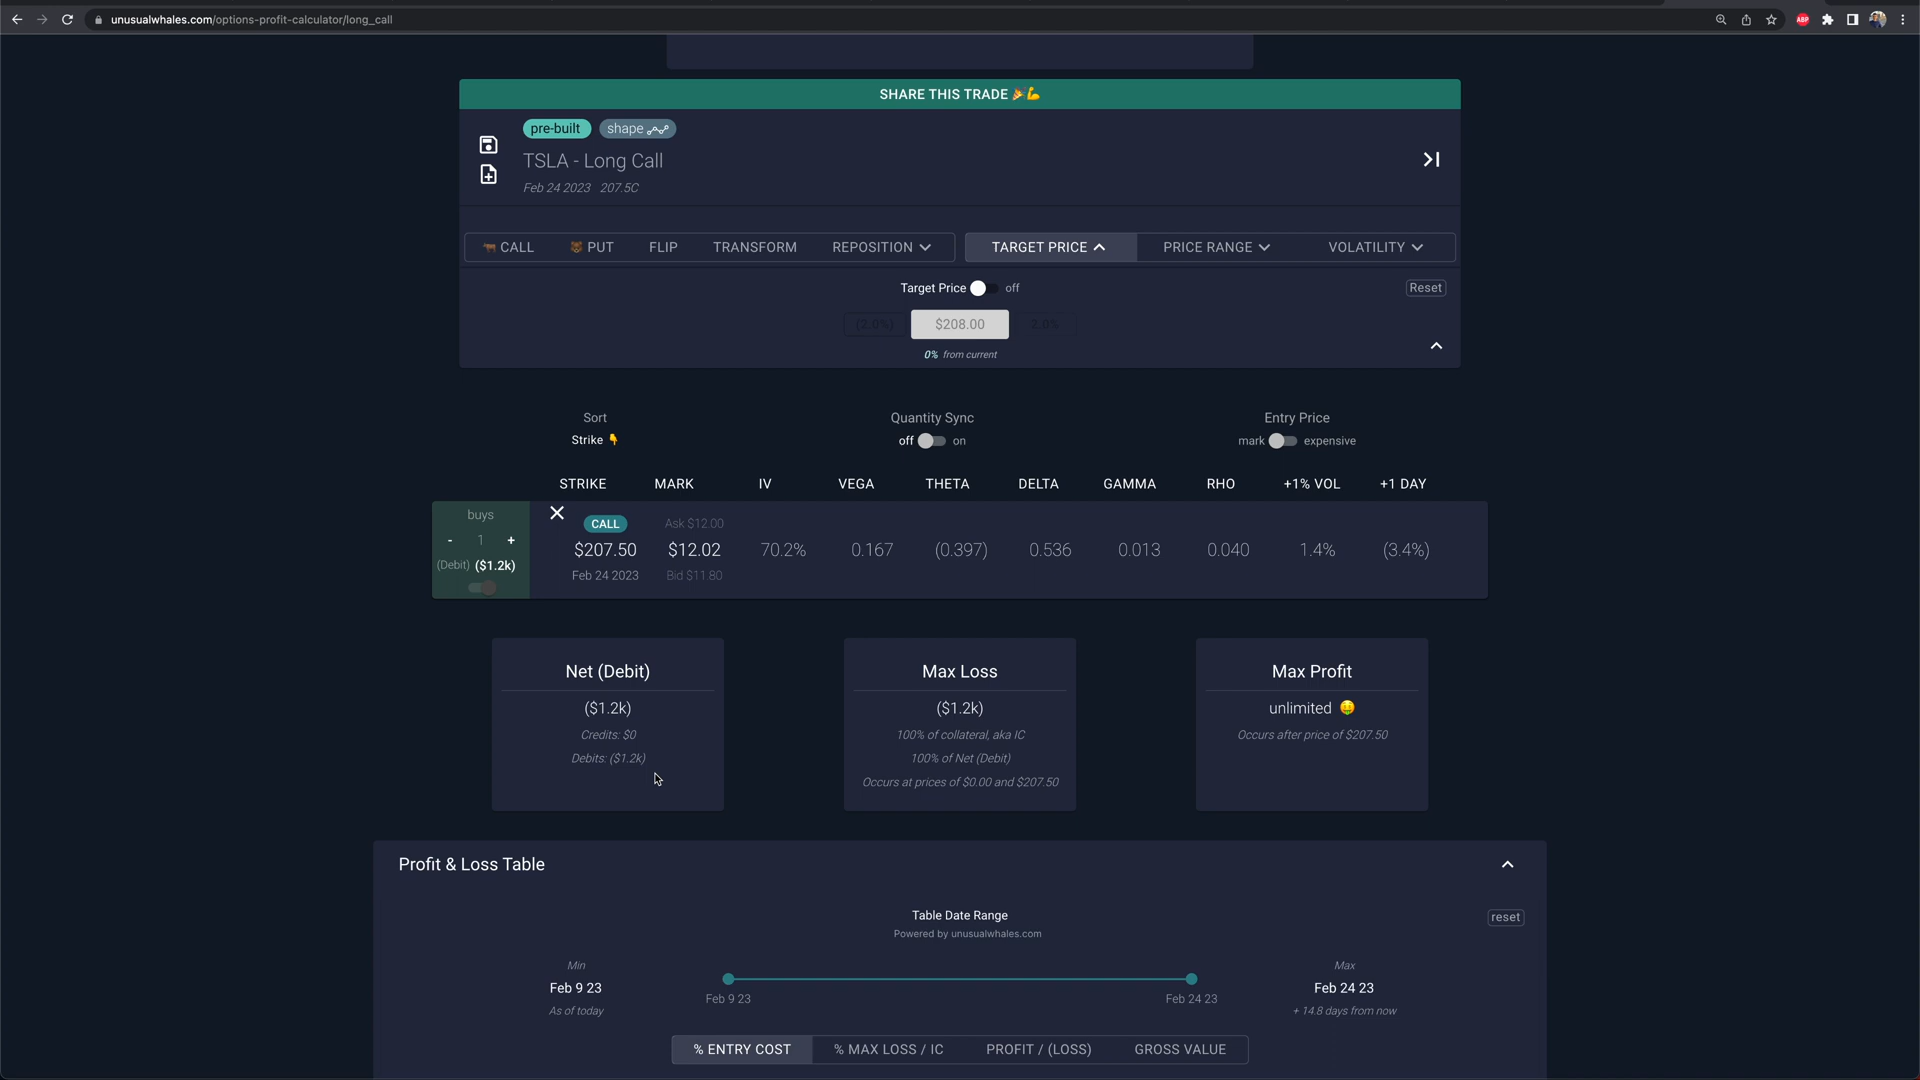 unusualwhales.com/options-profit-calculator/long_call
ABP
SHARE THIS TRADE 🎉💪
pre-built shape
TSLA - Long Call
Feb 24 2023 207.5C
🐂 CALL 🐻 PUT FLIP TRANSFORM REPOSITION TARGET PRICE PRICE RANGE VOLATILITY
Target Price off Reset
(2.0%) $208.00 2.0%
0% from current
Sort Quantity Sync Entry Price
Strike 👇 off on mark expensive
STRIKE MARK IV VEGA THETA DELTA GAMMA RHO +1% VOL +1 DAY
buys
CALL Ask $12.00
- 1 + $207.50 $12.02 70.2% 0.167 (0.397) 0.536 0.013 0.040 1.4% (3.4%)
(Debit) ($1.2k) Feb 24 2023 Bid $11.80
Net (Debit) Max Loss Max Profit
($1.2k) ($1.2k) unlimited 🤑
Credits: $0 100% of collateral, aka IC Occurs after price of $207.50
Debits: ($1.2k) 100% of Net (Debit)
Occurs at prices of $0.00 and $207.50
Profit & Loss Table
Table Date Range reset
Powered by unusualwhales.com
Min Max
Feb 9 23 Feb 24 23
Feb 9 23 Feb 24 23
As of today + 14.8 days from now
% ENTRY COST % MAX LOSS / IC PROFIT / (LOSS) GROSS VALUE